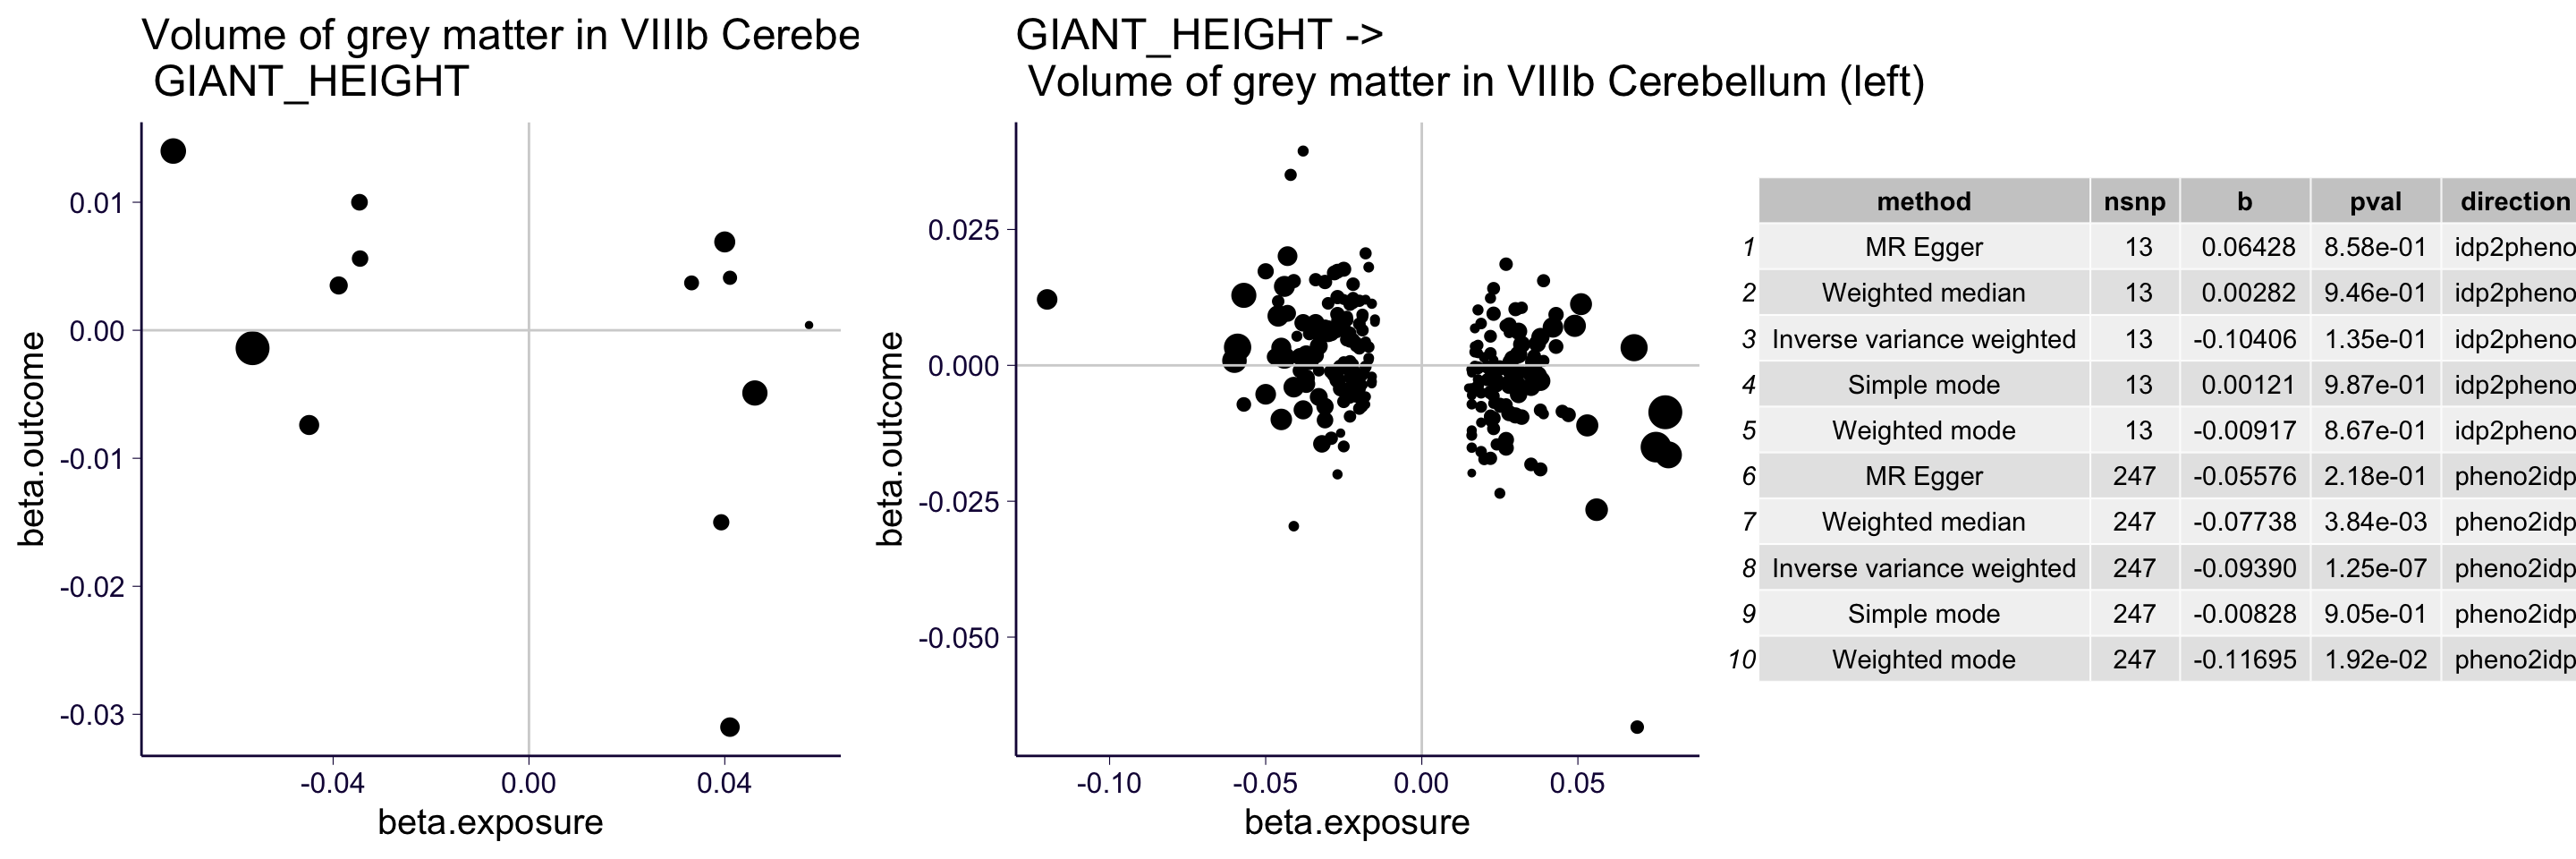 Volume of grey matter in VIIIb Cerebe
GIANT_HEIGHT
0.01
0.00
-0.01
-0.02
-0.03
beta.outcome
-0.04 0.00 0.04
beta.exposure
GIANT_HEIGHT ->
Volume of grey matter in VIIIb Cerebellum (left)
0.025
0.000
-0.025
-0.050
beta.outcome
-0.10 -0.05 0.00 0.05
beta.exposure
method nsnp b pval direction
1 MR Egger 13 0.06428 8.58e-01 idp2pheno
2 Weighted median 13 0.00282 9.46e-01 idp2pheno
3 Inverse variance weighted 13 -0.10406 1.35e-01 idp2pheno
4 Simple mode 13 0.00121 9.87e-01 idp2pheno
5 Weighted mode 13 -0.00917 8.67e-01 idp2pheno
6 MR Egger 247 -0.05576 2.18e-01 pheno2idp
7 Weighted median 247 -0.07738 3.84e-03 pheno2idp
8 Inverse variance weighted 247 -0.09390 1.25e-07 pheno2idp
9 Simple mode 247 -0.00828 9.05e-01 pheno2idp
10 Weighted mode 247 -0.11695 1.92e-02 pheno2idp